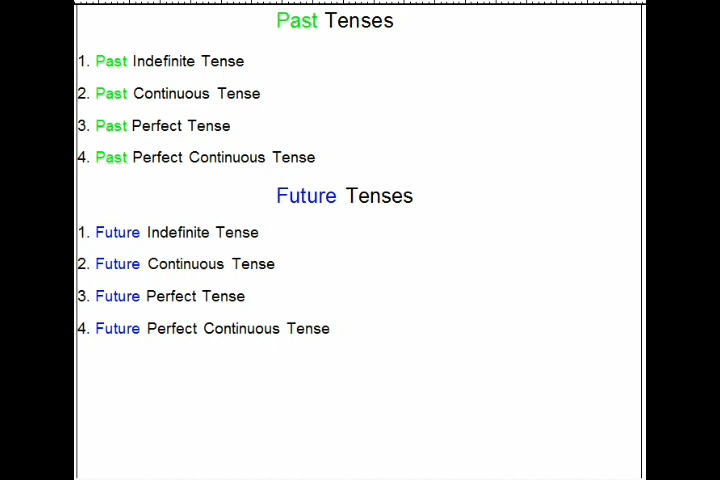 Past Tenses
1. Past Indefinite Tense
2. Past Continuous Tense
3. Past Perfect Tense
4. Past Perfect Continuous Tense
Future Tenses
1. Future Indefinite Tense
2. Future Continuous Tense
3. Future Perfect Tense
4. Future Perfect Continuous Tense